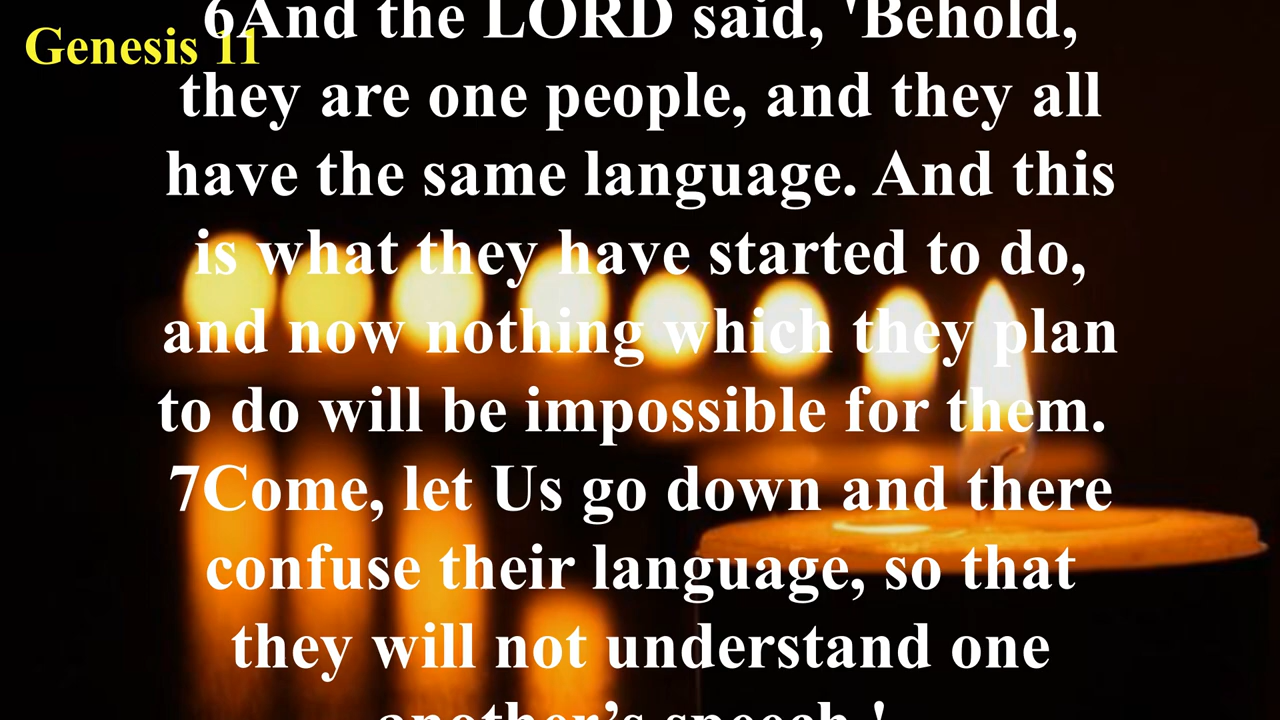 Genesis 11
6And the LORD said, 'Behold,
they are one people, and they all
have the same language. And this
is what they have started to do,
and now nothing which they plan
to do will be impossible for them.
7Come, let Us go down and there
confuse their language, so that
they will not understand one
another’s speech.'